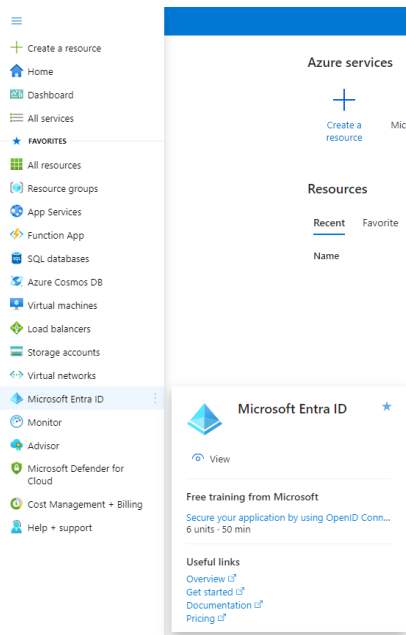 Create a resource
Home
Dashboard
All services
FAVORITES
All resources
Resource groups
App Services
Function App
SQL databases
Azure Cosmos DB
Virtual machines
Load balancers
Storage accounts
Virtual networks
Microsoft Entra ID
Monitor
Advisor
Microsoft Defender for
Cloud
Cost Management + Billing
Help + support
Azure services
Create a
resource
Mic
Resources
Recent Favorite
Name
Microsoft Entra ID
View
Free training from Microsoft
Secure your application by using OpenID Conn...
6 units · 50 min
Useful links
Overview
Get started
Documentation
Pricing